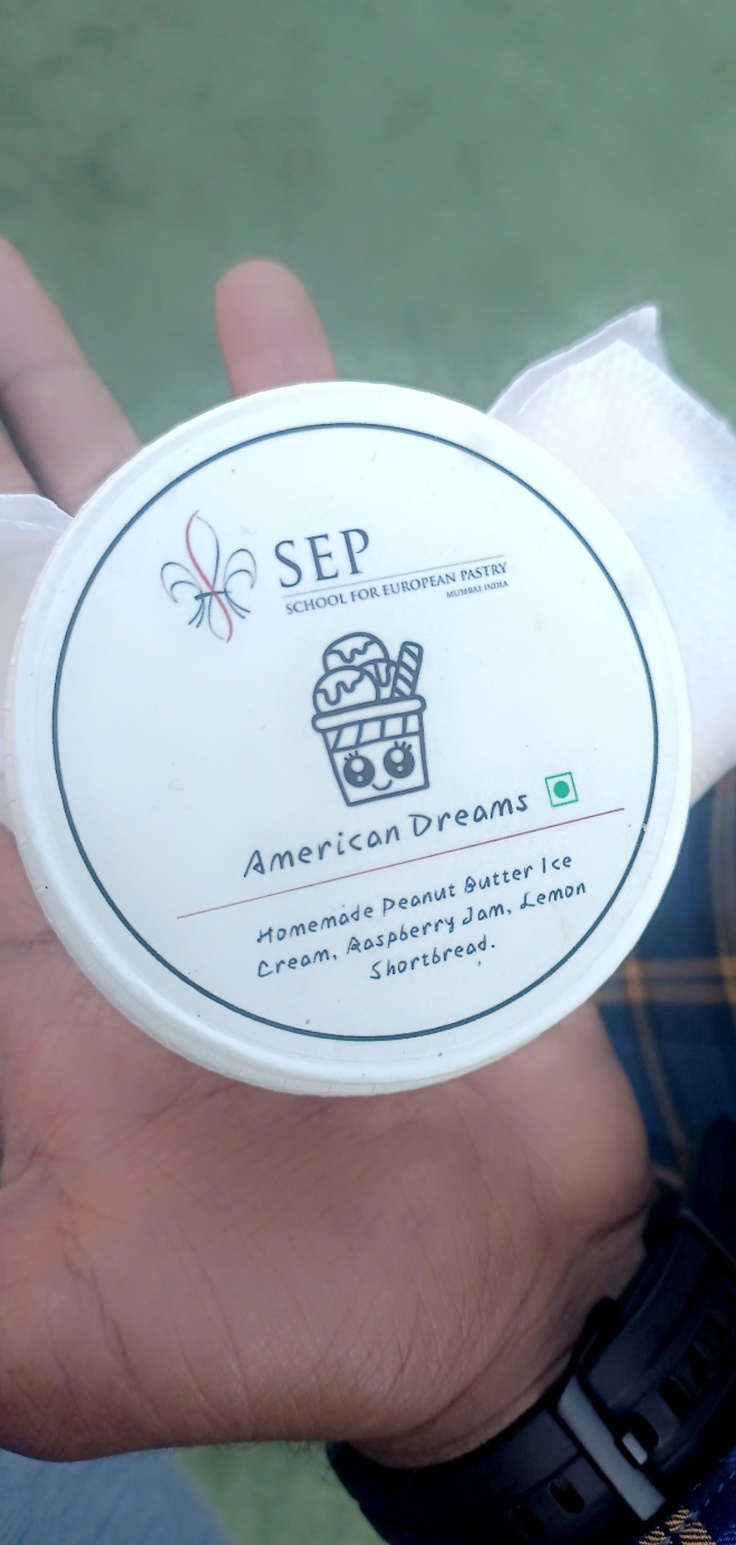 SEP
SCHOOL FOR EUROPEAN PASTRY
MUMBAI INDIA
American Dreams
Homemade Peanut Butter Ice
Cream, Raspberry Jam, Lemon
Shortbread.